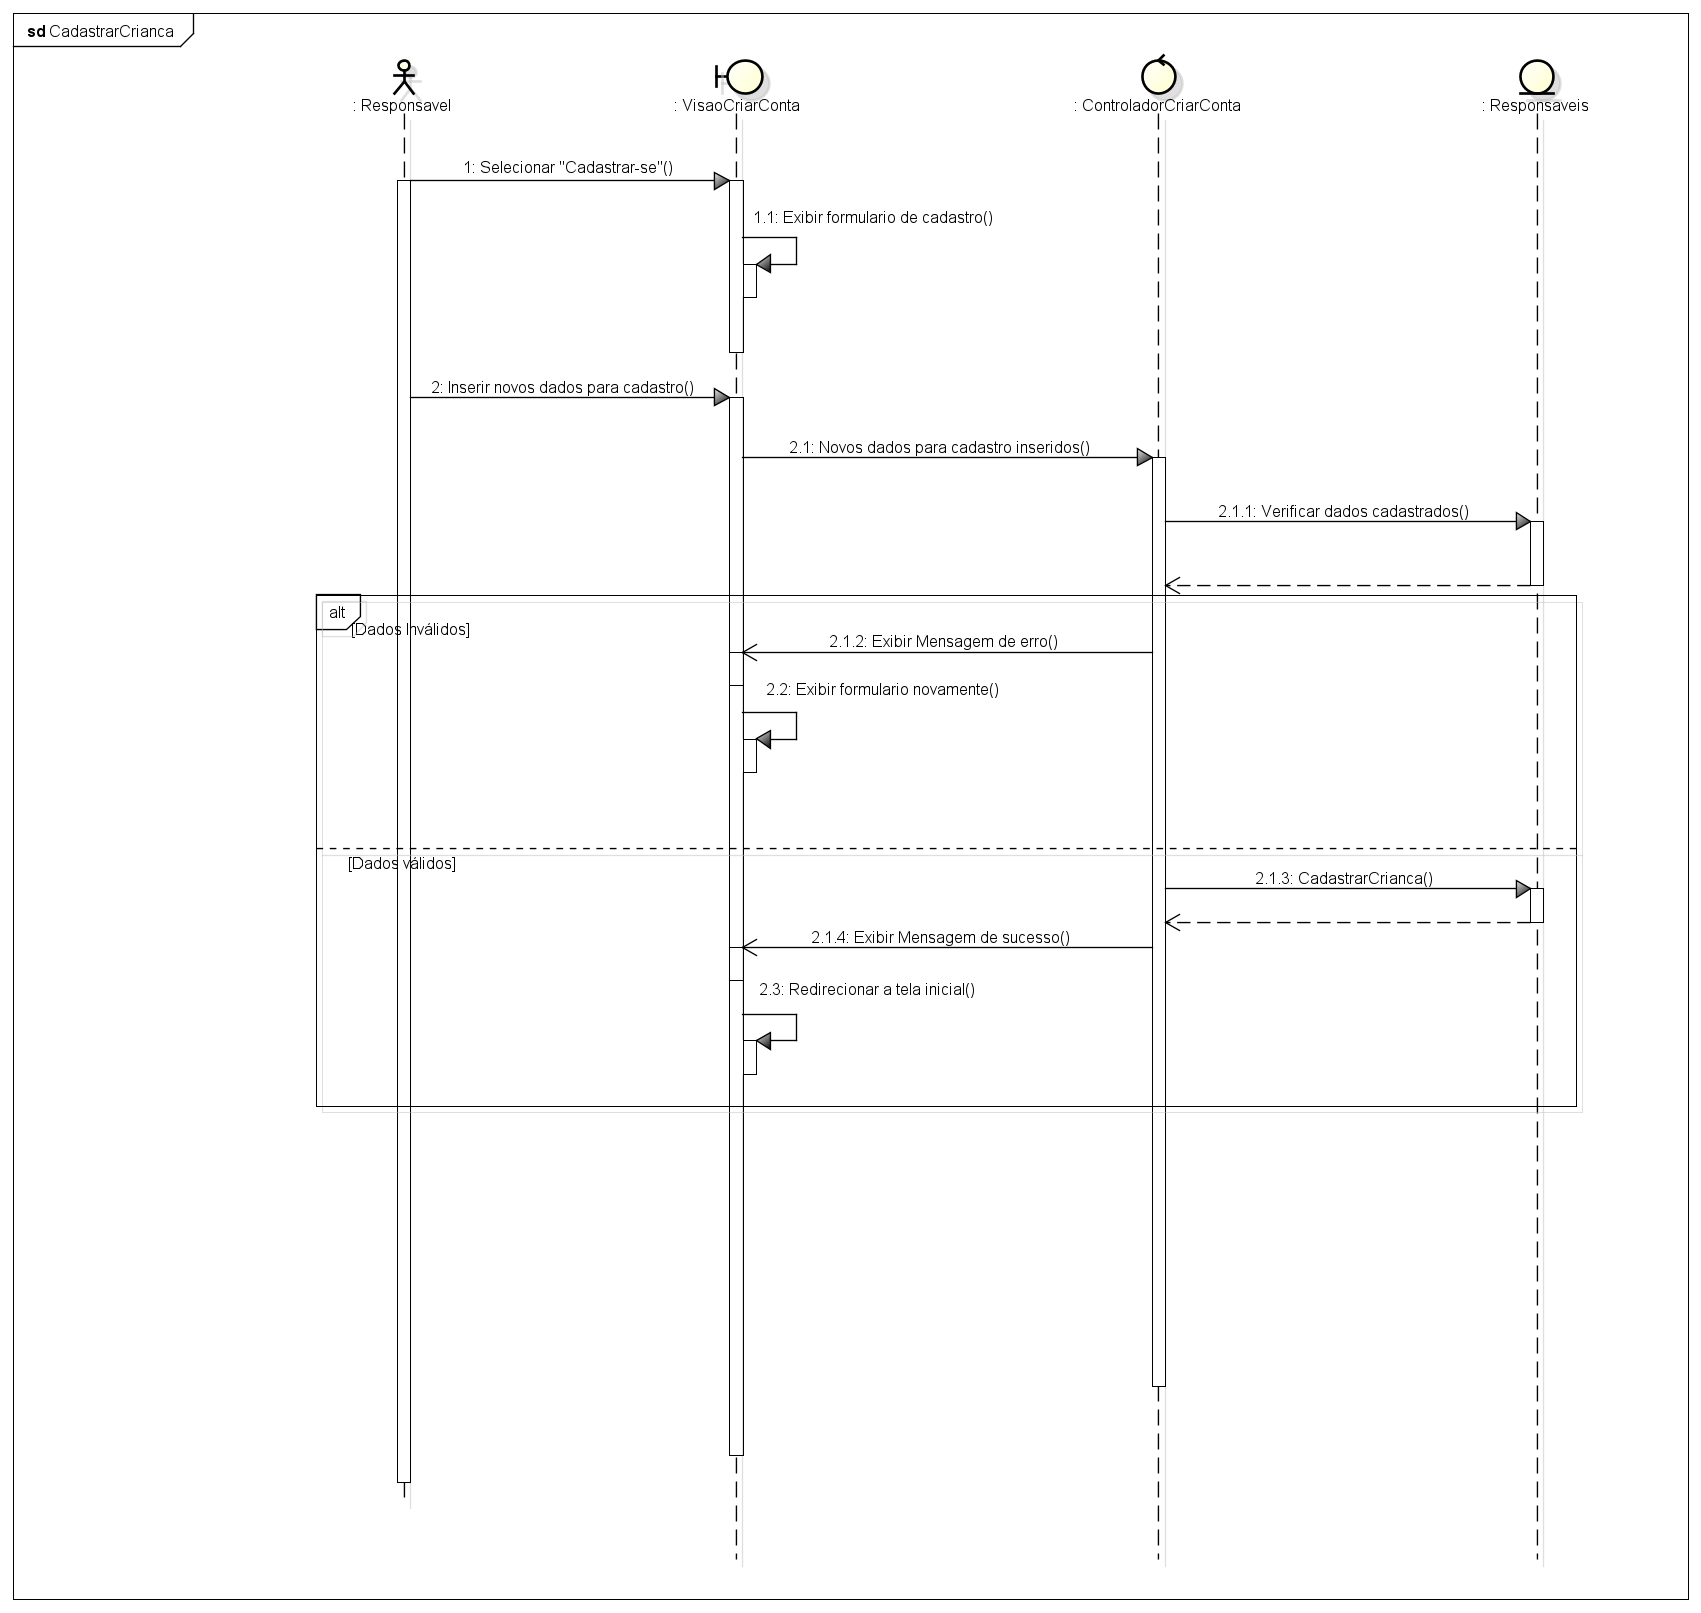 sd CadastrarCrianca
: Responsavel
: VisaoCriarConta
: ControladorCriarConta
: Responsaveis
1: Selecionar "Cadastrar-se"()
1.1: Exibir formulario de cadastro()
2: Inserir novos dados para cadastro()
2.1: Novos dados para cadastro inseridos()
2.1.1: Verificar dados cadastrados()
alt
[Dados Inválidos]
2.1.2: Exibir Mensagem de erro()
2.2: Exibir formulario novamente()
[Dados válidos]
2.1.3: CadastrarCrianca()
2.1.4: Exibir Mensagem de sucesso()
2.3: Redirecionar a tela inicial()